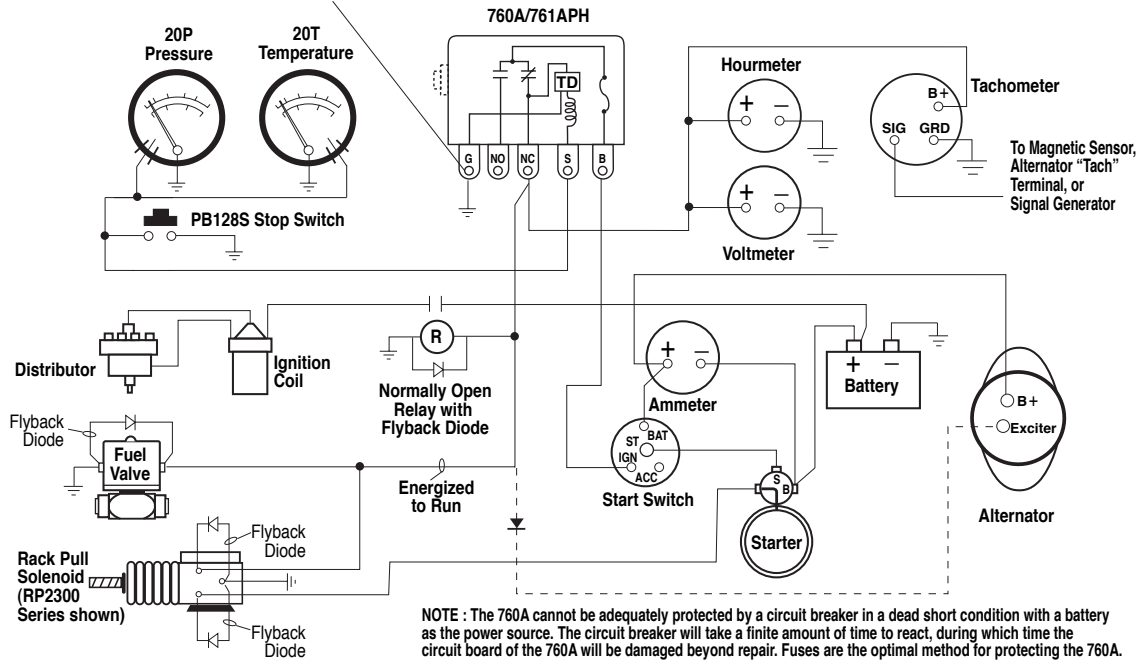 760A/761APH
20P
Pressure
20T
Temperature
TD
G NO NC S B
Hourmeter
+ −
Tachometer
B+
SIG GRD
To Magnetic Sensor,
Alternator “Tach”
Terminal, or
Signal Generator
+ −
Voltmeter
PB128S Stop Switch
Distributor
Ignition
Coil
R
Normally Open
Relay with
Flyback Diode
+ −
Ammeter
+ −
Battery
B+
Exciter
Alternator
ST BAT
IGN
ACC
Start Switch
S
B
Starter
Flyback
Diode
Fuel
Valve
Energized
to Run
Flyback
Diode
Rack Pull
Solenoid
(RP2300
Series shown)
Flyback
Diode
NOTE : The 760A cannot be adequately protected by a circuit breaker in a dead short condition with a battery
as the power source. The circuit breaker will take a finite amount of time to react, during which time the
circuit board of the 760A will be damaged beyond repair. Fuses are the optimal method for protecting the 760A.